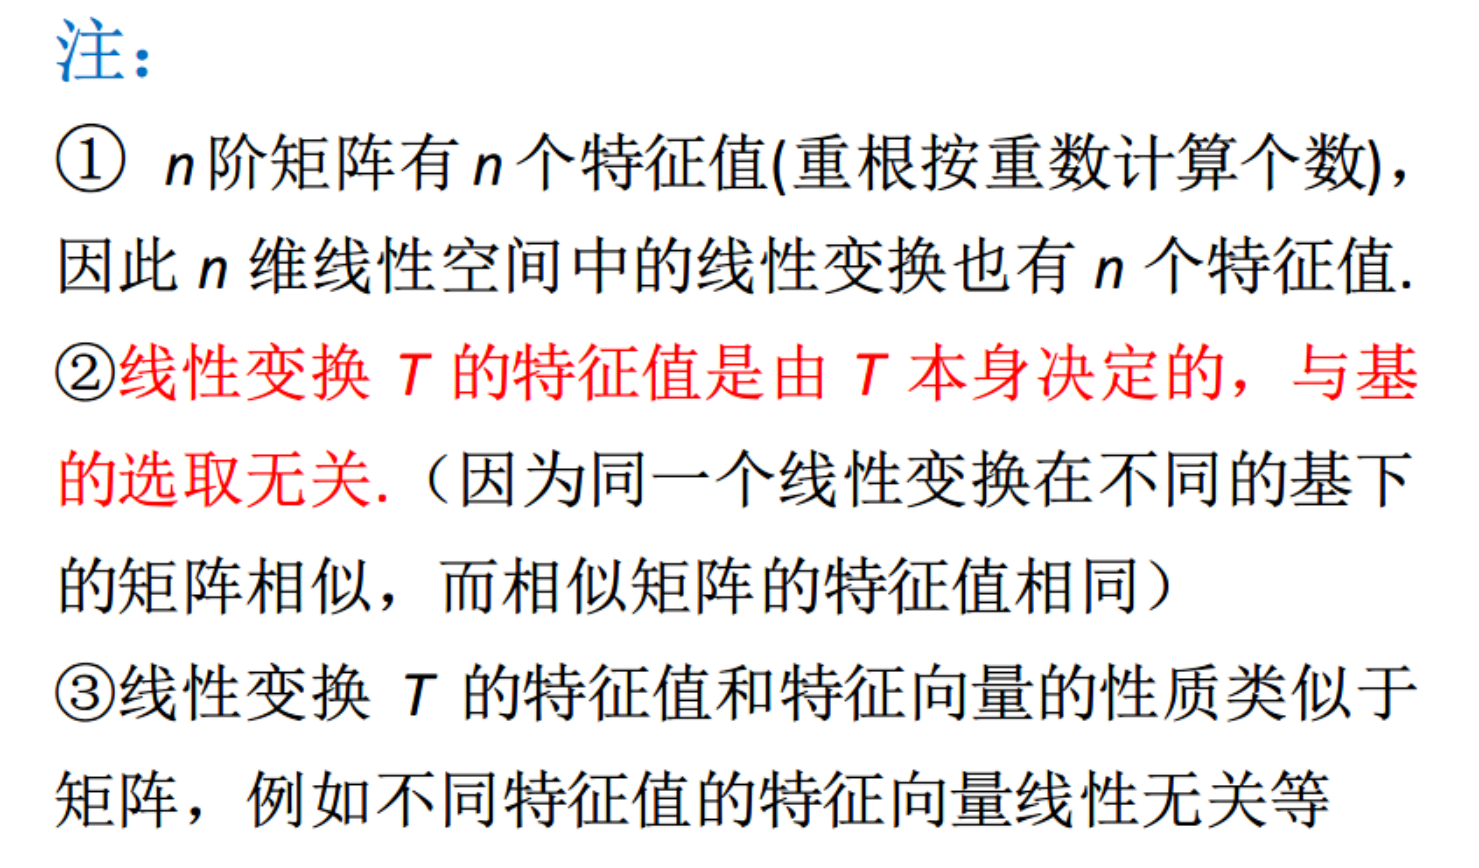 注：
① n阶矩阵有n个特征值(重根按重数计算个数)，
因此 n 维线性空间中的线性变换也有 n 个特征值.
②线性变换 T 的特征值是由 T 本身决定的，与基
的选取无关.（因为同一个线性变换在不同的基下
的矩阵相似，而相似矩阵的特征值相同）
③线性变换 T 的特征值和特征向量的性质类似于
矩阵，例如不同特征值的特征向量线性无关等